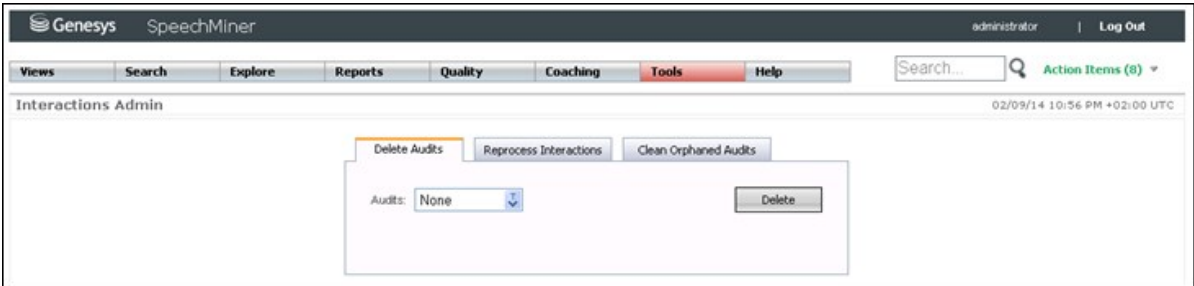 Genesys SpeechMiner administrator | Log Out
Views Search Explore Reports Quality Coaching Tools Help Search... Action Items (8)
Interactions Admin 02/09/14 10:56 PM +02:00 UTC
Delete Audits Reprocess Interactions Clean Orphaned Audits
Audits: None Delete